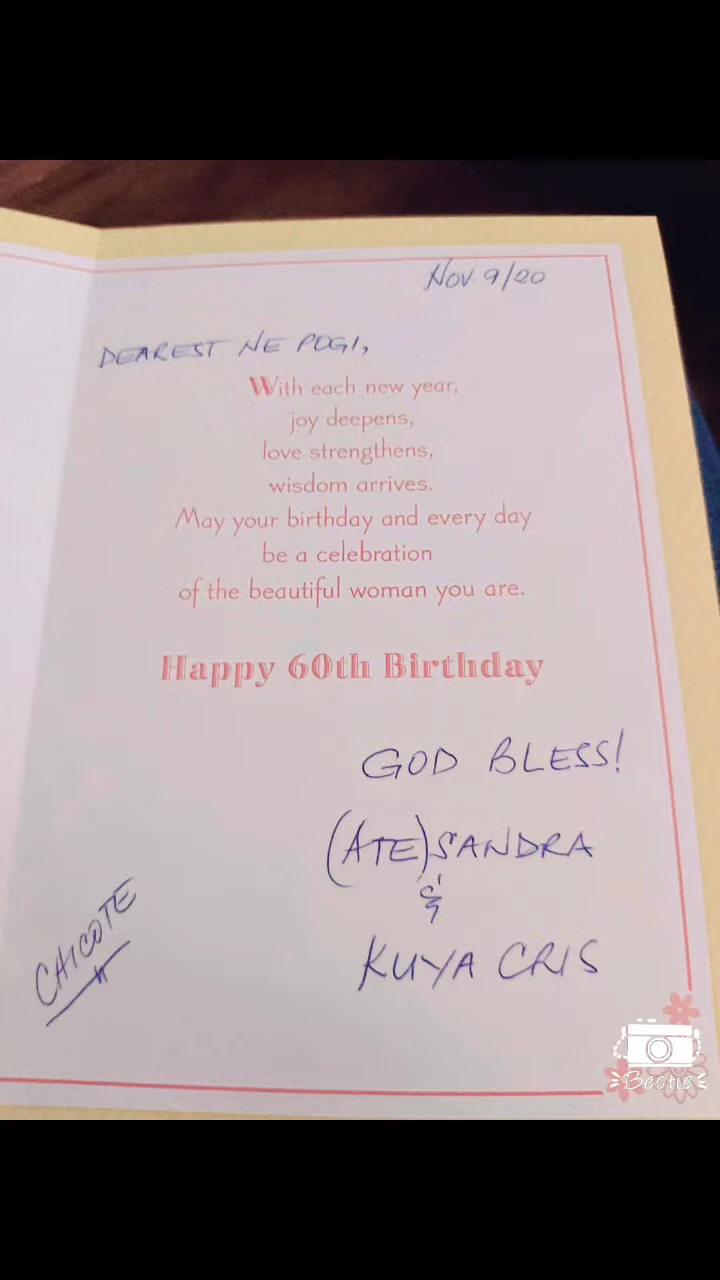 Nov 9/20
DEAREST NE POGI,
With each new year,
joy deepens,
love strengthens,
wisdom arrives.
May your birthday and every day
be a celebration
of the beautiful woman you are.
Happy 60th Birthday
GOD BLESS!
(ATE) SANDRA
&
KUYA CRIS
CHICOTE
Bestie